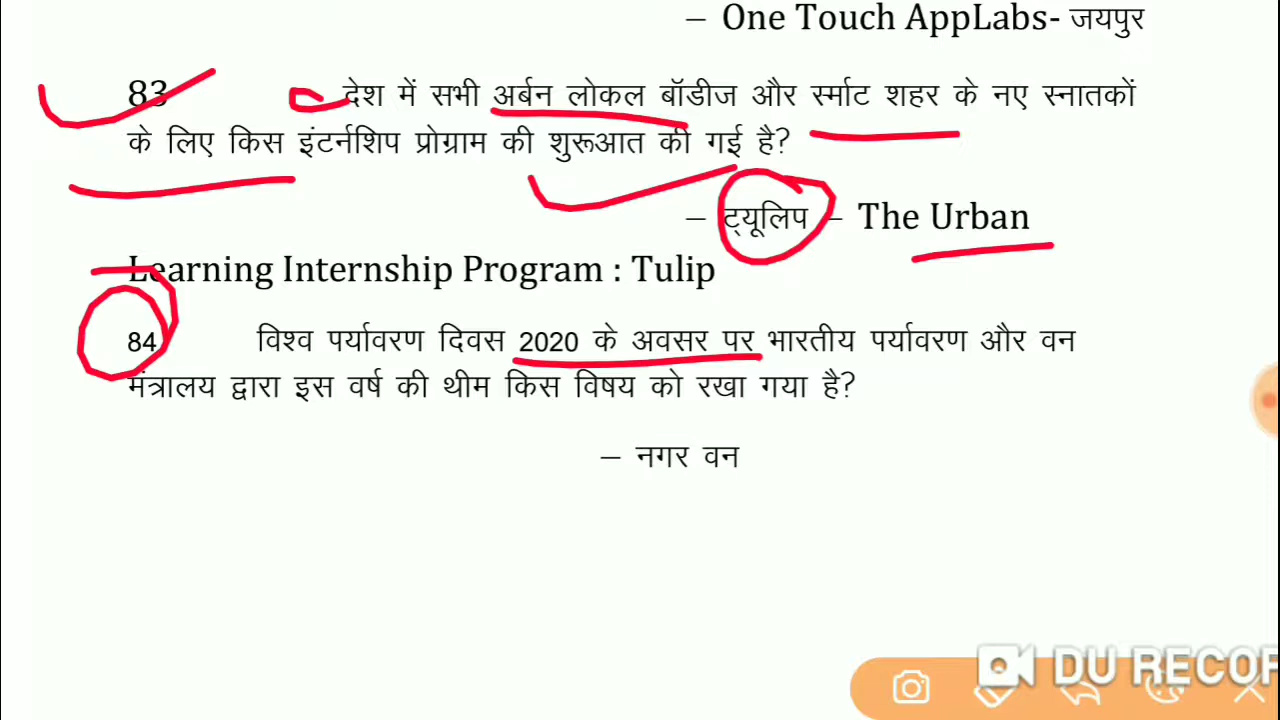 – One Touch AppLabs- जयपुर
83 देश में सभी अर्बन लोकल बॉडीज और र्स्माट शहर के नए स्नातकों
के लिए किस इंटर्नशिप प्रोग्राम की शुरूआत की गई है?
– ट्यूलिप – The Urban
Learning Internship Program : Tulip
84 विश्व पर्यावरण दिवस 2020 के अवसर पर भारतीय पर्यावरण और वन
मंत्रालय द्वारा इस वर्ष की थीम किस विषय को रखा गया है?
– नगर वन
DU RECOR